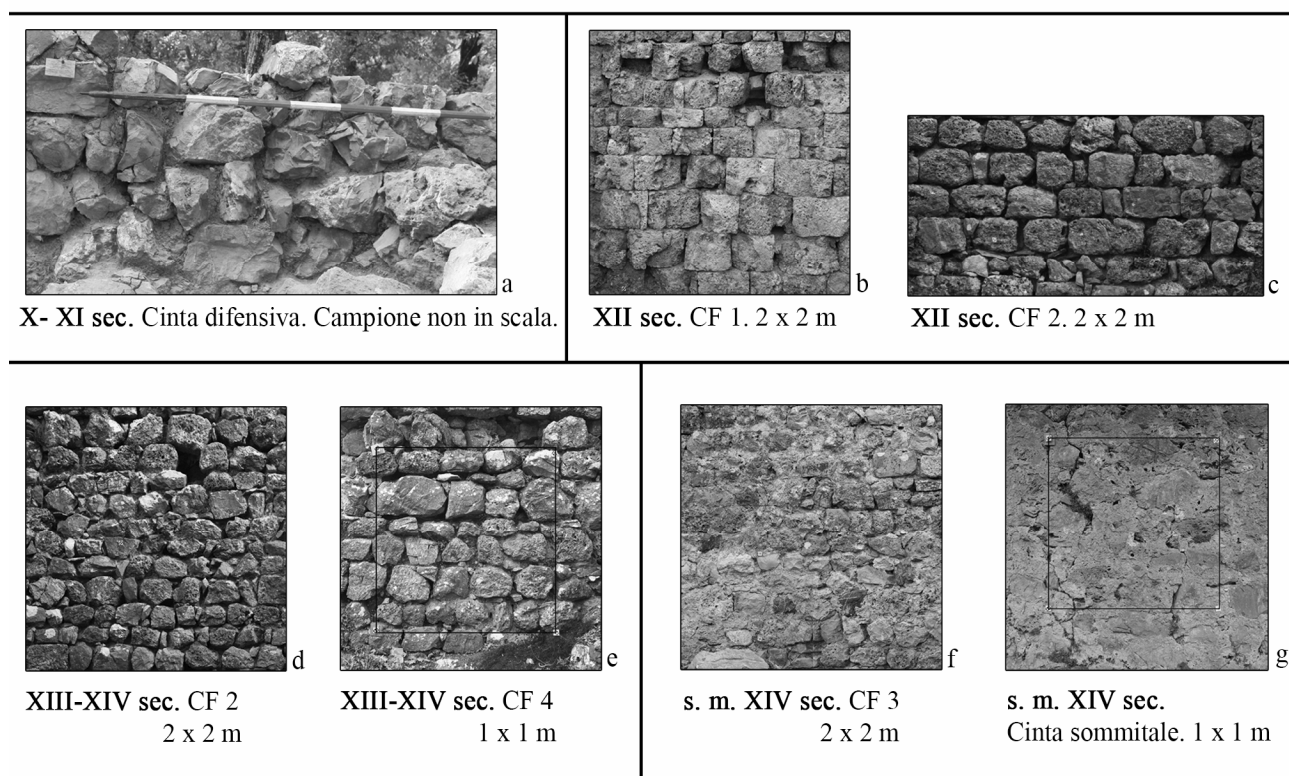 a
X- XI sec. Cinta difensiva. Campione non in scala.
b
XII sec. CF 1. 2 x 2 m
c
XII sec. CF 2. 2 x 2 m
d
XIII-XIV sec. CF 2
2 x 2 m
e
XIII-XIV sec. CF 4
1 x 1 m
f
s. m. XIV sec. CF 3
2 x 2 m
g
s. m. XIV sec.
Cinta sommitale. 1 x 1 m